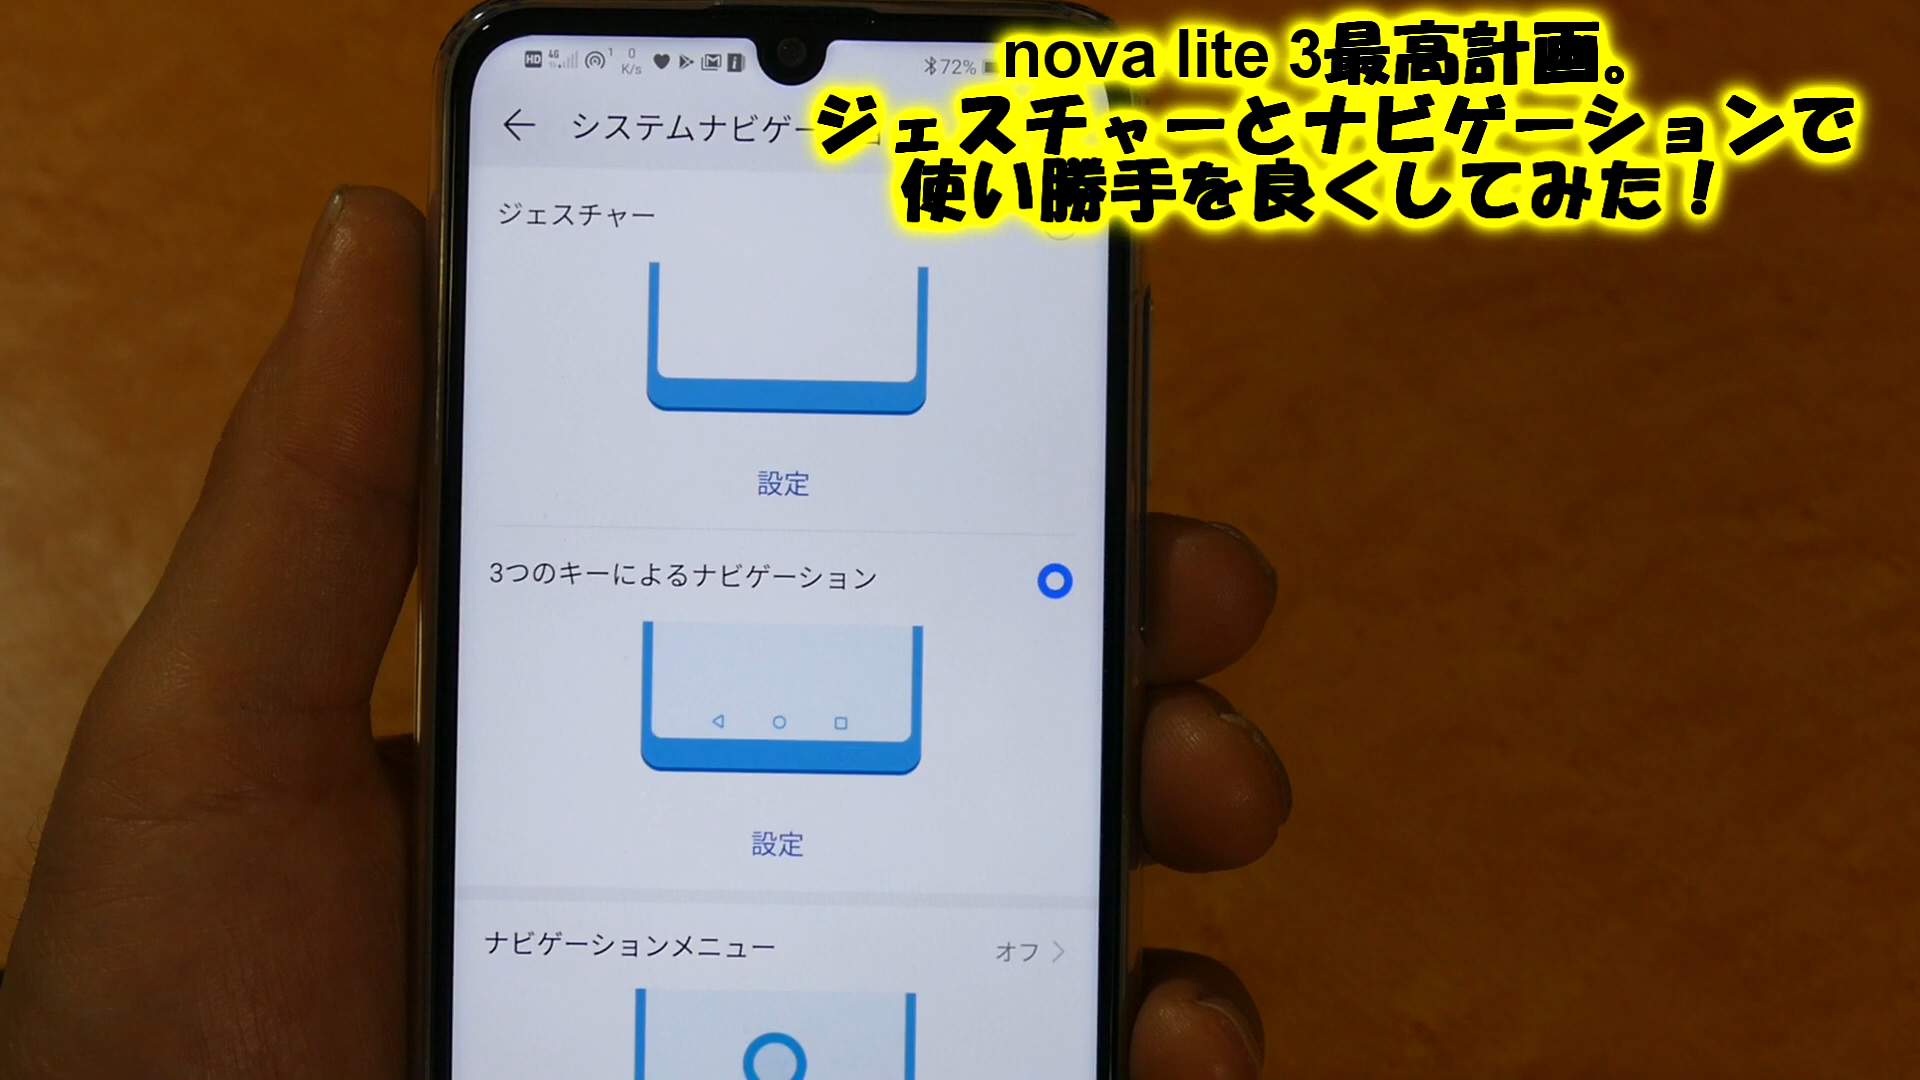 nova lite 3最高計画。
ジェスチャーとナビゲーションで
使い勝手を良くしてみた！
HD 4G 1 0 K/s 72%
システムナビゲー
ジェスチャー
設定
3つのキーによるナビゲーション
設定
ナビゲーションメニュー オフ